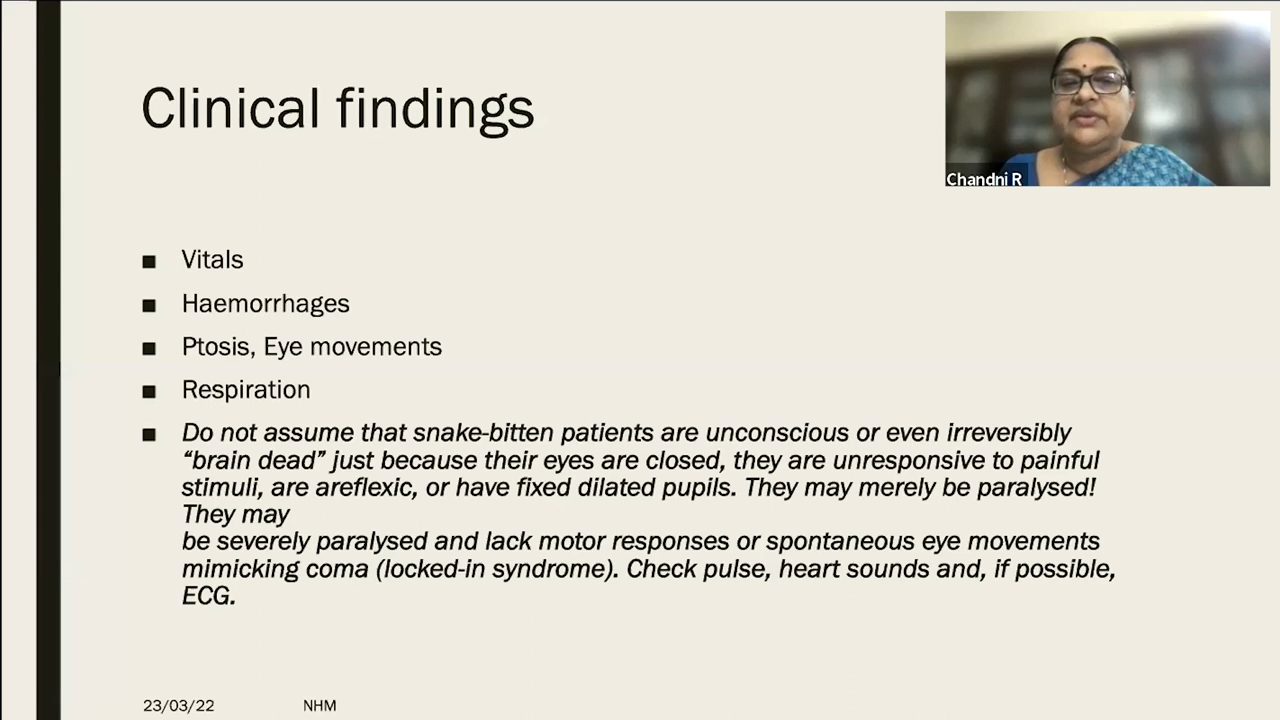 Clinical findings
Chandni R
■ Vitals
■ Haemorrhages
■ Ptosis, Eye movements
■ Respiration
■ Do not assume that snake-bitten patients are unconscious or even irreversibly
“brain dead” just because their eyes are closed, they are unresponsive to painful
stimuli, are areflexic, or have fixed dilated pupils. They may merely be paralysed!
They may
be severely paralysed and lack motor responses or spontaneous eye movements
mimicking coma (locked-in syndrome). Check pulse, heart sounds and, if possible,
ECG.
23/03/22 NHM